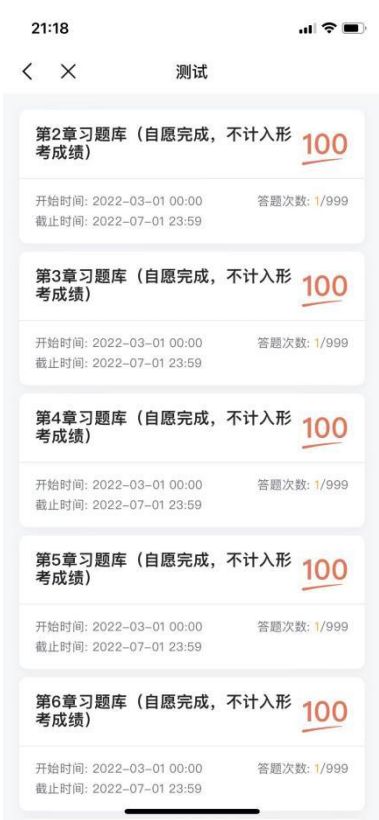 21:18
测试
第2章习题库（自愿完成，不计入形
考成绩）
100
开始时间: 2022-03-01 00:00
答题次数: 1/999
截止时间: 2022-07-01 23:59
第3章习题库（自愿完成，不计入形
考成绩）
100
开始时间: 2022-03-01 00:00
答题次数: 1/999
截止时间: 2022-07-01 23:59
第4章习题库（自愿完成，不计入形
考成绩）
100
开始时间: 2022-03-01 00:00
答题次数: 1/999
截止时间: 2022-07-01 23:59
第5章习题库（自愿完成，不计入形
考成绩）
100
开始时间: 2022-03-01 00:00
答题次数: 1/999
截止时间: 2022-07-01 23:59
第6章习题库（自愿完成，不计入形
考成绩）
100
开始时间: 2022-03-01 00:00
答题次数: 1/999
截止时间: 2022-07-01 23:59